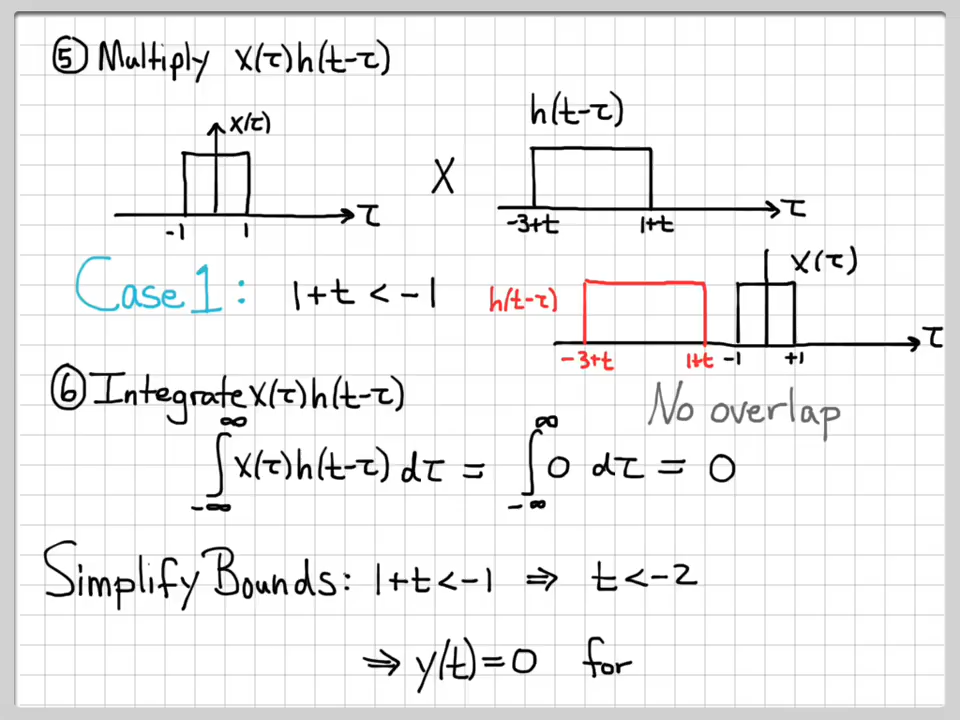 ⑤ Multiply x(τ)h(t-τ)
x(τ)
h(t-τ)
X
τ
τ
-1
1
-3+t
1+t
x(τ)
Case 1: 1+t < -1
h(t-τ)
τ
-3+t
1+t
-1
+1
No overlap
⑥ Integrate x(τ)h(t-τ)
∫_{-∞}^{∞} x(τ)h(t-τ) dτ = ∫_{-∞}^{∞} 0 dτ = 0
Simplify Bounds: 1+t<-1 ⇒ t<-2
⇒ y(t)=0 for